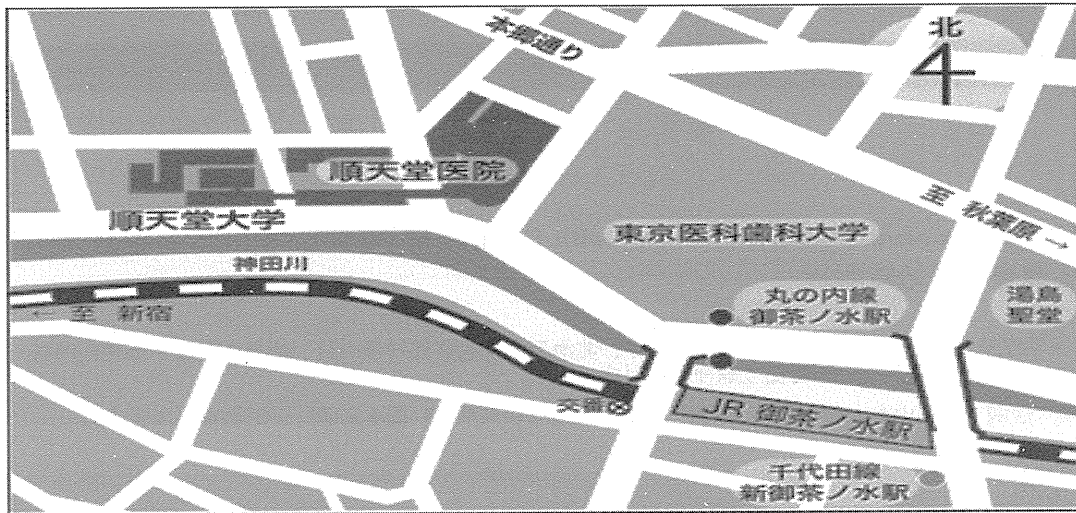 本郷通り
北
順天堂医院
順天堂大学
至 秋葉原 →
東京医科歯科大学
神田川
← 至 新宿
丸の内線
御茶ノ水駅
湯島
聖堂
交番
JR 御茶ノ水駅
千代田線
新御茶ノ水駅